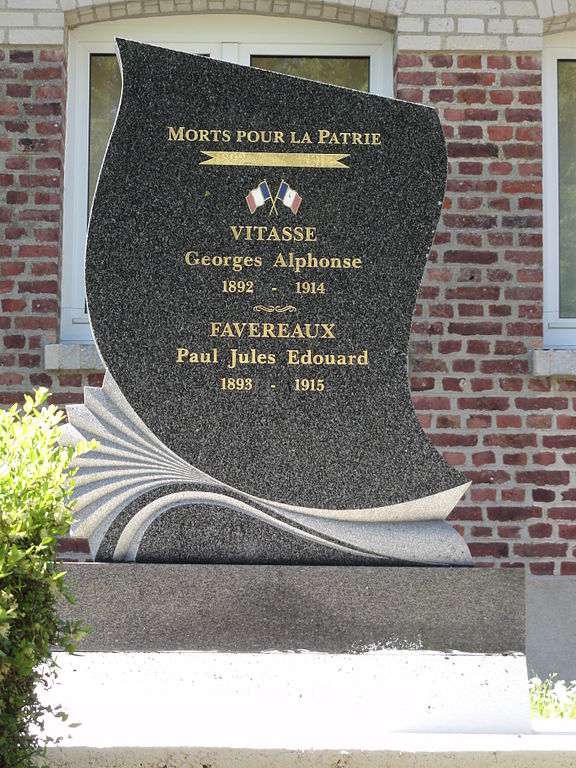 MORTS POUR LA PATRIE
VITASSE
Georges Alphonse
1892 - 1914
FAVEREAUX
Paul Jules Edouard
1893 - 1915